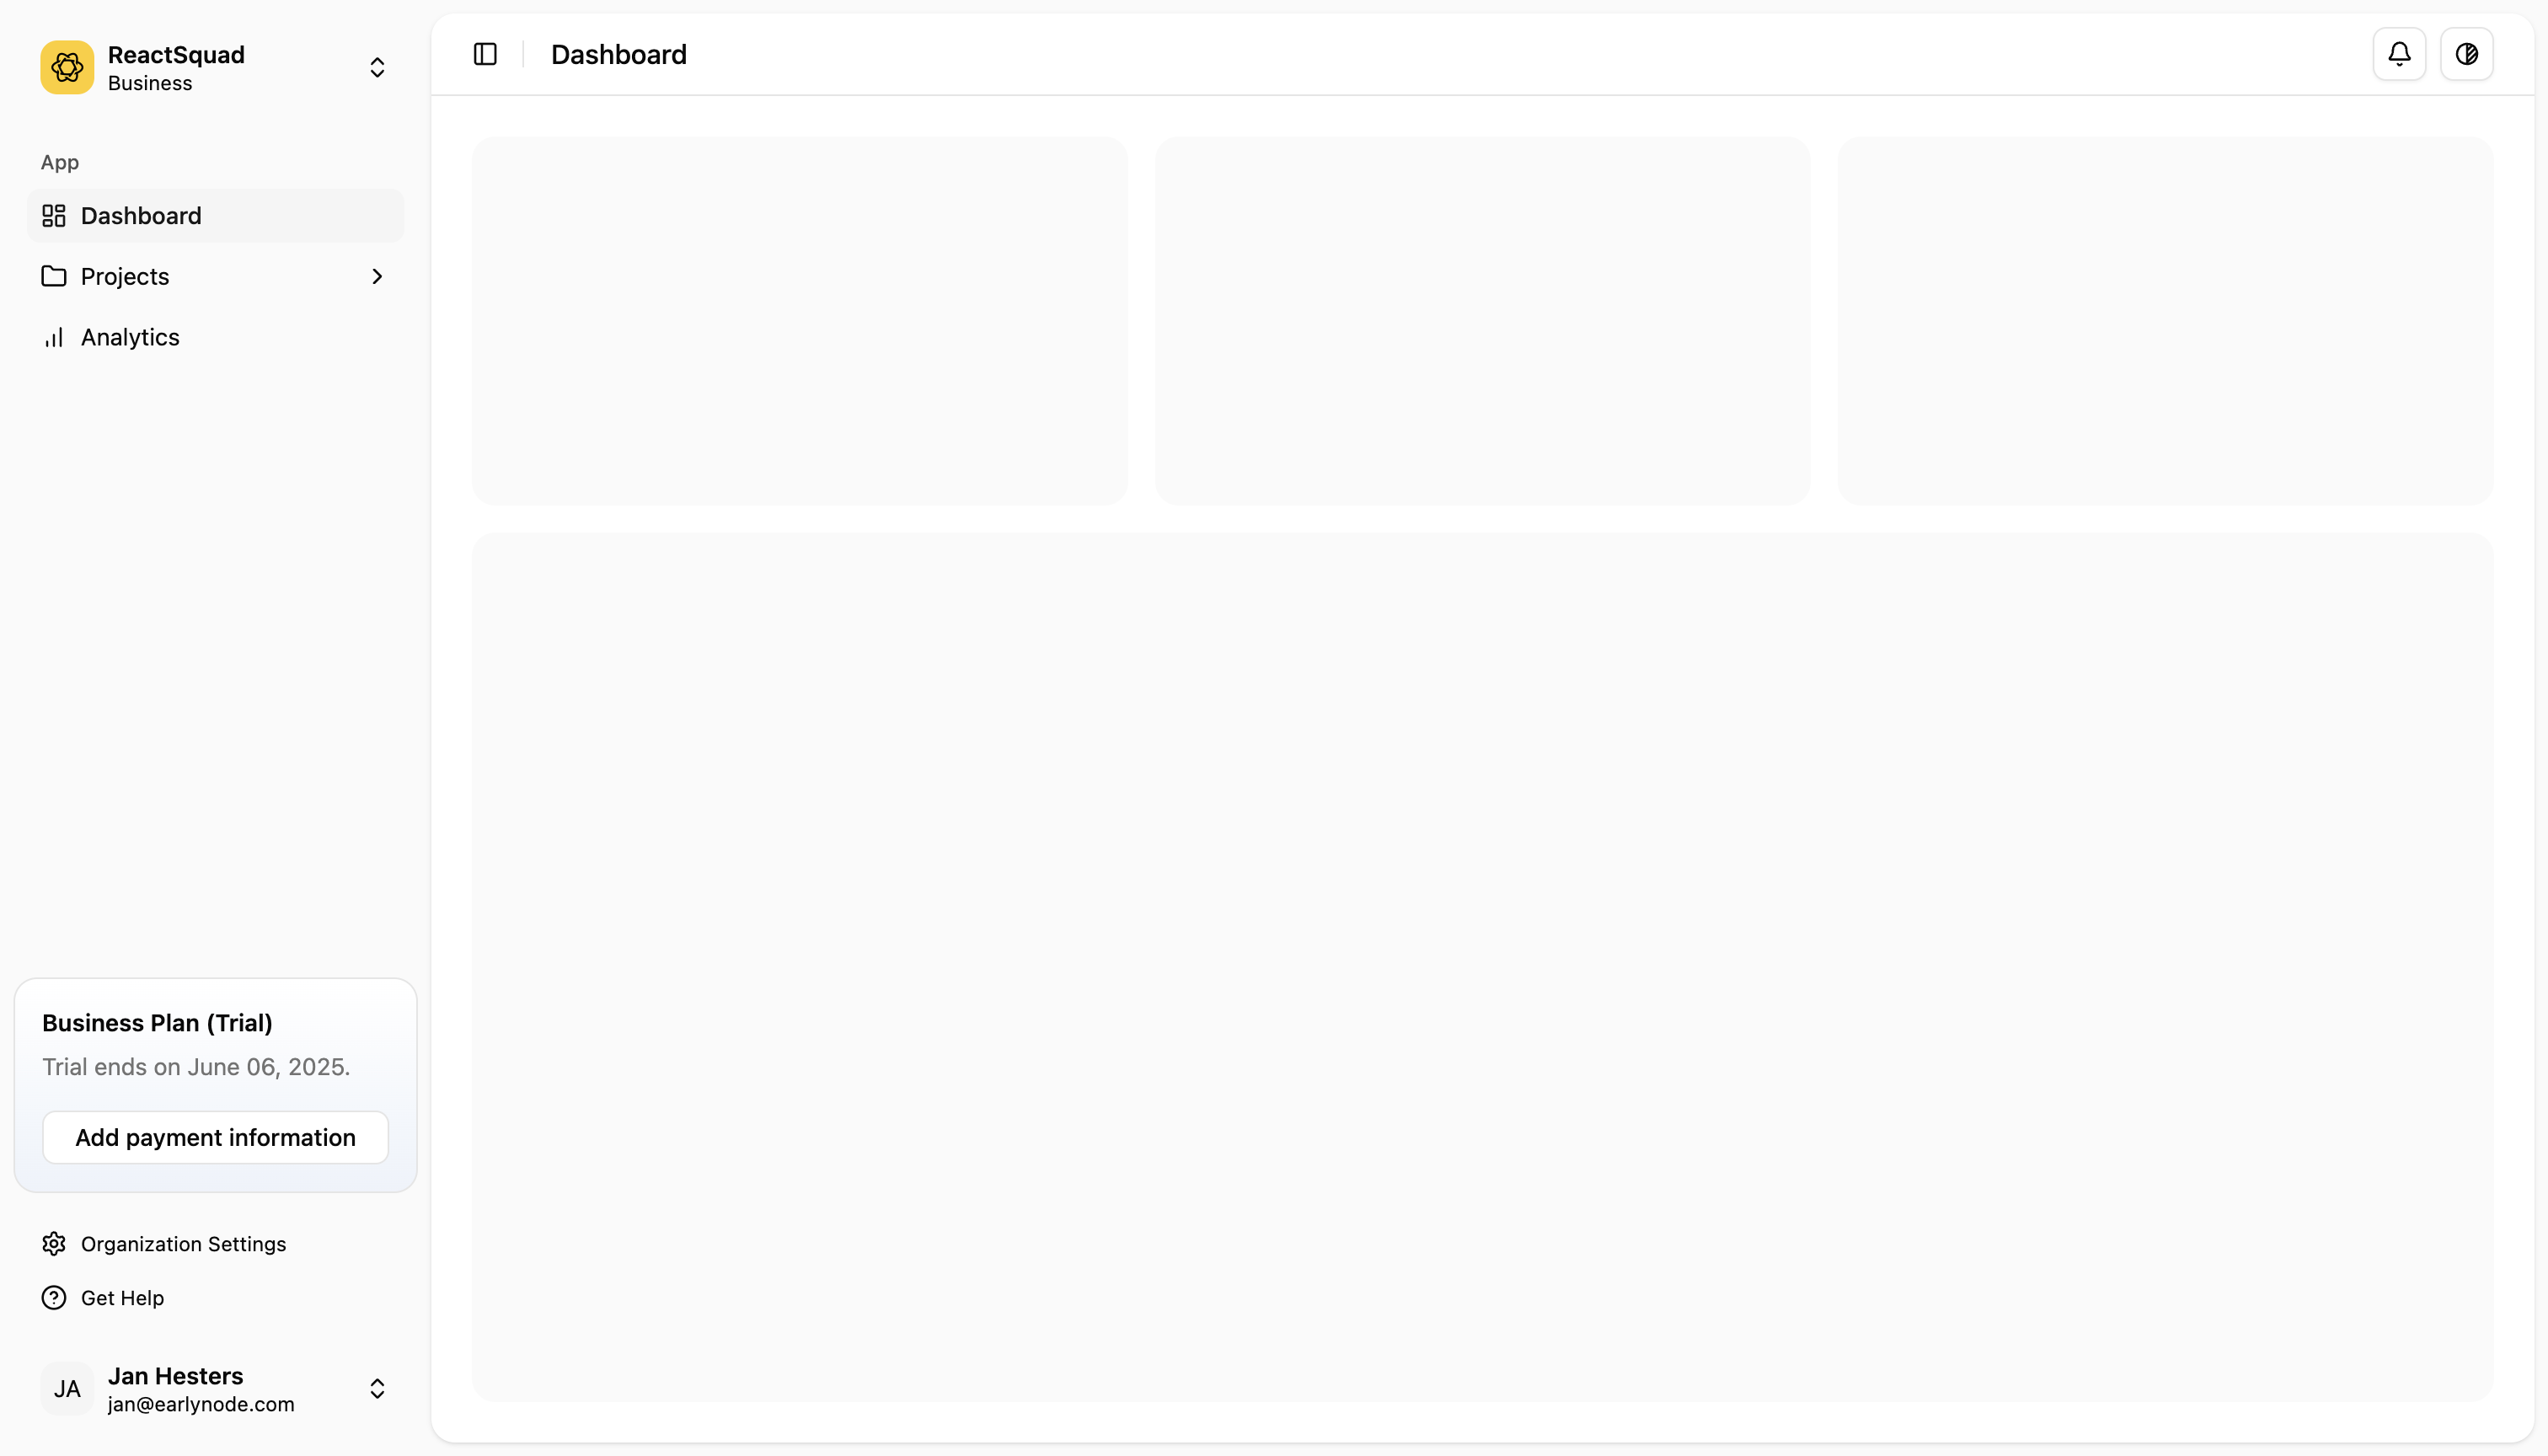 ReactSquad
Business
Dashboard
App
Dashboard
Projects
Analytics
Business Plan (Trial)
Trial ends on June 06, 2025.
Add payment information
Organization Settings
Get Help
JA
Jan Hesters
jan@earlynode.com